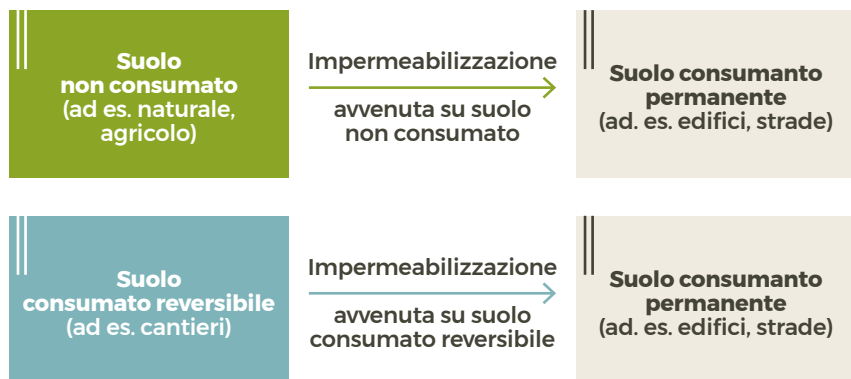 Suolo
non consumato
(ad es. naturale,
agricolo)
Impermeabilizzazione
avvenuta su suolo
non consumato
Suolo consumanto
permanente
(ad. es. edifici, strade)
Suolo
consumato reversibile
(ad es. cantieri)
Impermeabilizzazione
avvenuta su suolo
consumato reversibile
Suolo consumanto
permanente
(ad. es. edifici, strade)